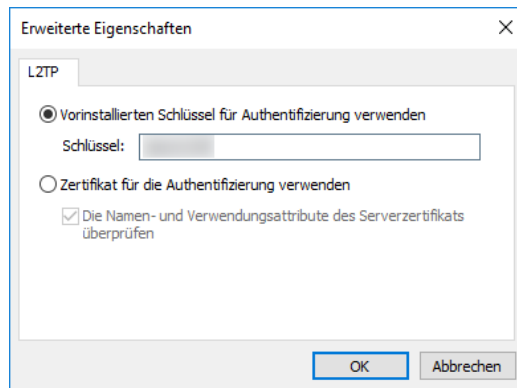 Erweiterte Eigenschaften
L2TP
Vorinstallierten Schlüssel für Authentifizierung verwenden
Schlüssel:
Zertifikat für die Authentifizierung verwenden
Die Namen- und Verwendungsattribute des Serverzertifikats
überprüfen
OK Abbrechen